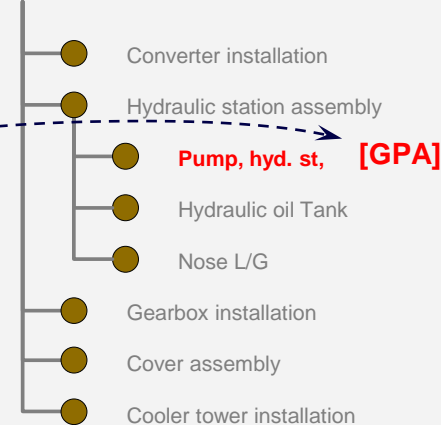 Converter installation
Hydraulic station assembly
Pump, hyd. st, [GPA]
Hydraulic oil Tank
Nose L/G
Gearbox installation
Cover assembly
Cooler tower installation